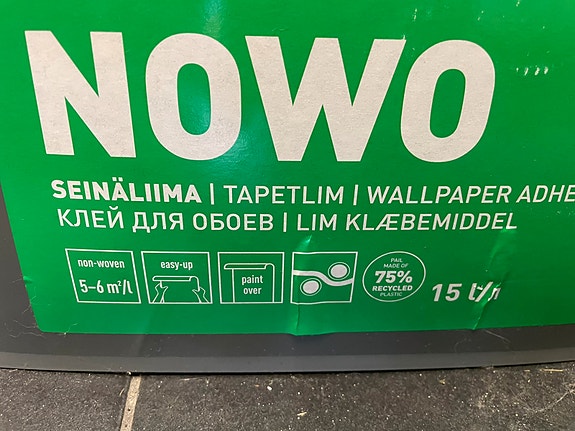 NOWO
SEINÄLIIMA | TAPETLIM | WALLPAPER ADHE
КЛЕЙ ДЛЯ ОБОЕВ | LIM KLÆBEMIDDEL
non-woven
5–6 m²/L
easy-up
paint
over
PAIL
MADE OF
75%
RECYCLED
PLASTIC
15 l/л